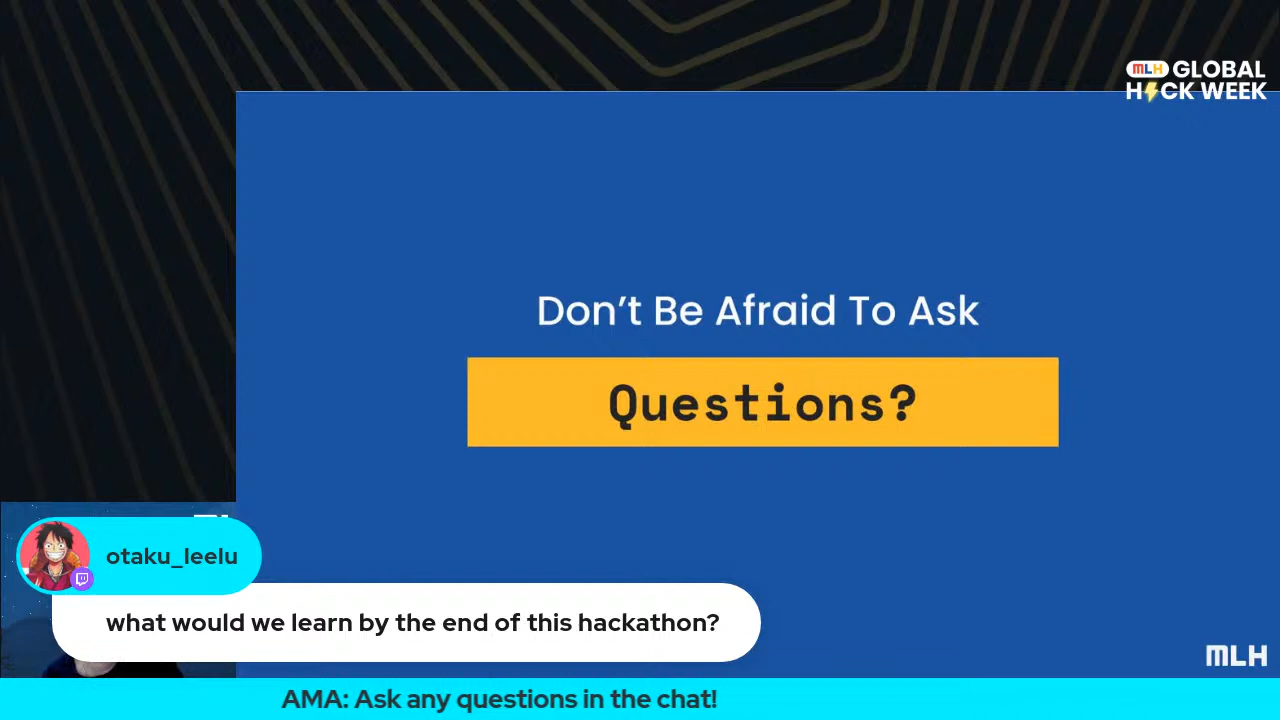 MLH GLOBAL
HCK WEEK
Don't Be Afraid To Ask
Questions?
otaku_leelu
what would we learn by the end of this hackathon?
MLH
AMA: Ask any questions in the chat!